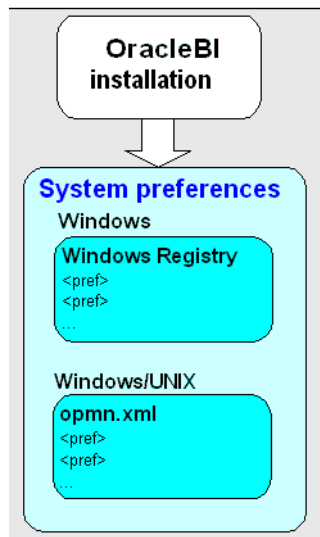 OracleBI
installation
System preferences
Windows
Windows Registry
<pref>
<pref>
...
Windows/UNIX
opmn.xml
<pref>
<pref>
...